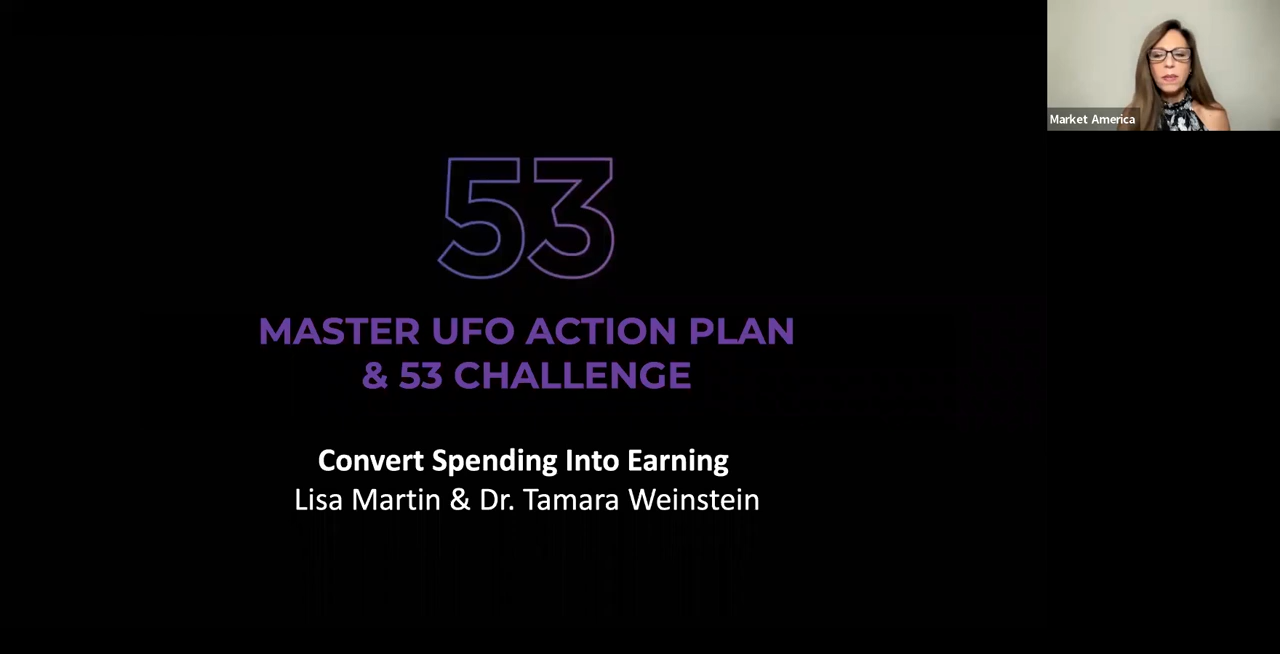 Market America
53
MASTER UFO ACTION PLAN
& 53 CHALLENGE
Convert Spending Into Earning
Lisa Martin & Dr. Tamara Weinstein